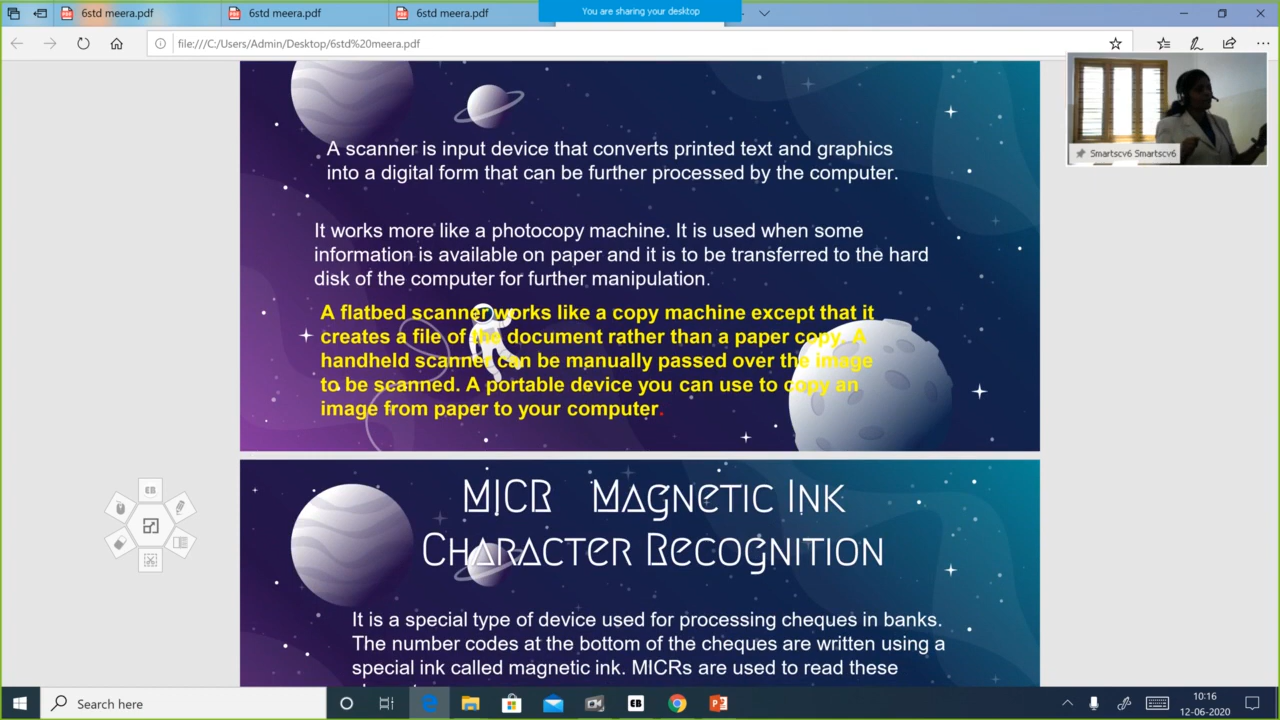 6std meera.pdf
6std meera.pdf
6std meera.pdf
You are sharing your desktop
file:///C:/Users/Admin/Desktop/6std%20meera.pdf
Smartscv6 Smartscv6
A scanner is input device that converts printed text and graphics
into a digital form that can be further processed by the computer.
It works more like a photocopy machine. It is used when some
information is available on paper and it is to be transferred to the hard
disk of the computer for further manipulation.
A flatbed scanner works like a copy machine except that it
creates a file of the document rather than a paper copy. A
handheld scanner can be manually passed over the image
to be scanned. A portable device you can use to copy an
image from paper to your computer.
MICR Magnetic Ink
Character Recognition
It is a special type of device used for processing cheques in banks.
The number codes at the bottom of the cheques are written using a
special ink called magnetic ink. MICRs are used to read these
EB
Search here
EB
10:16
12-06-2020